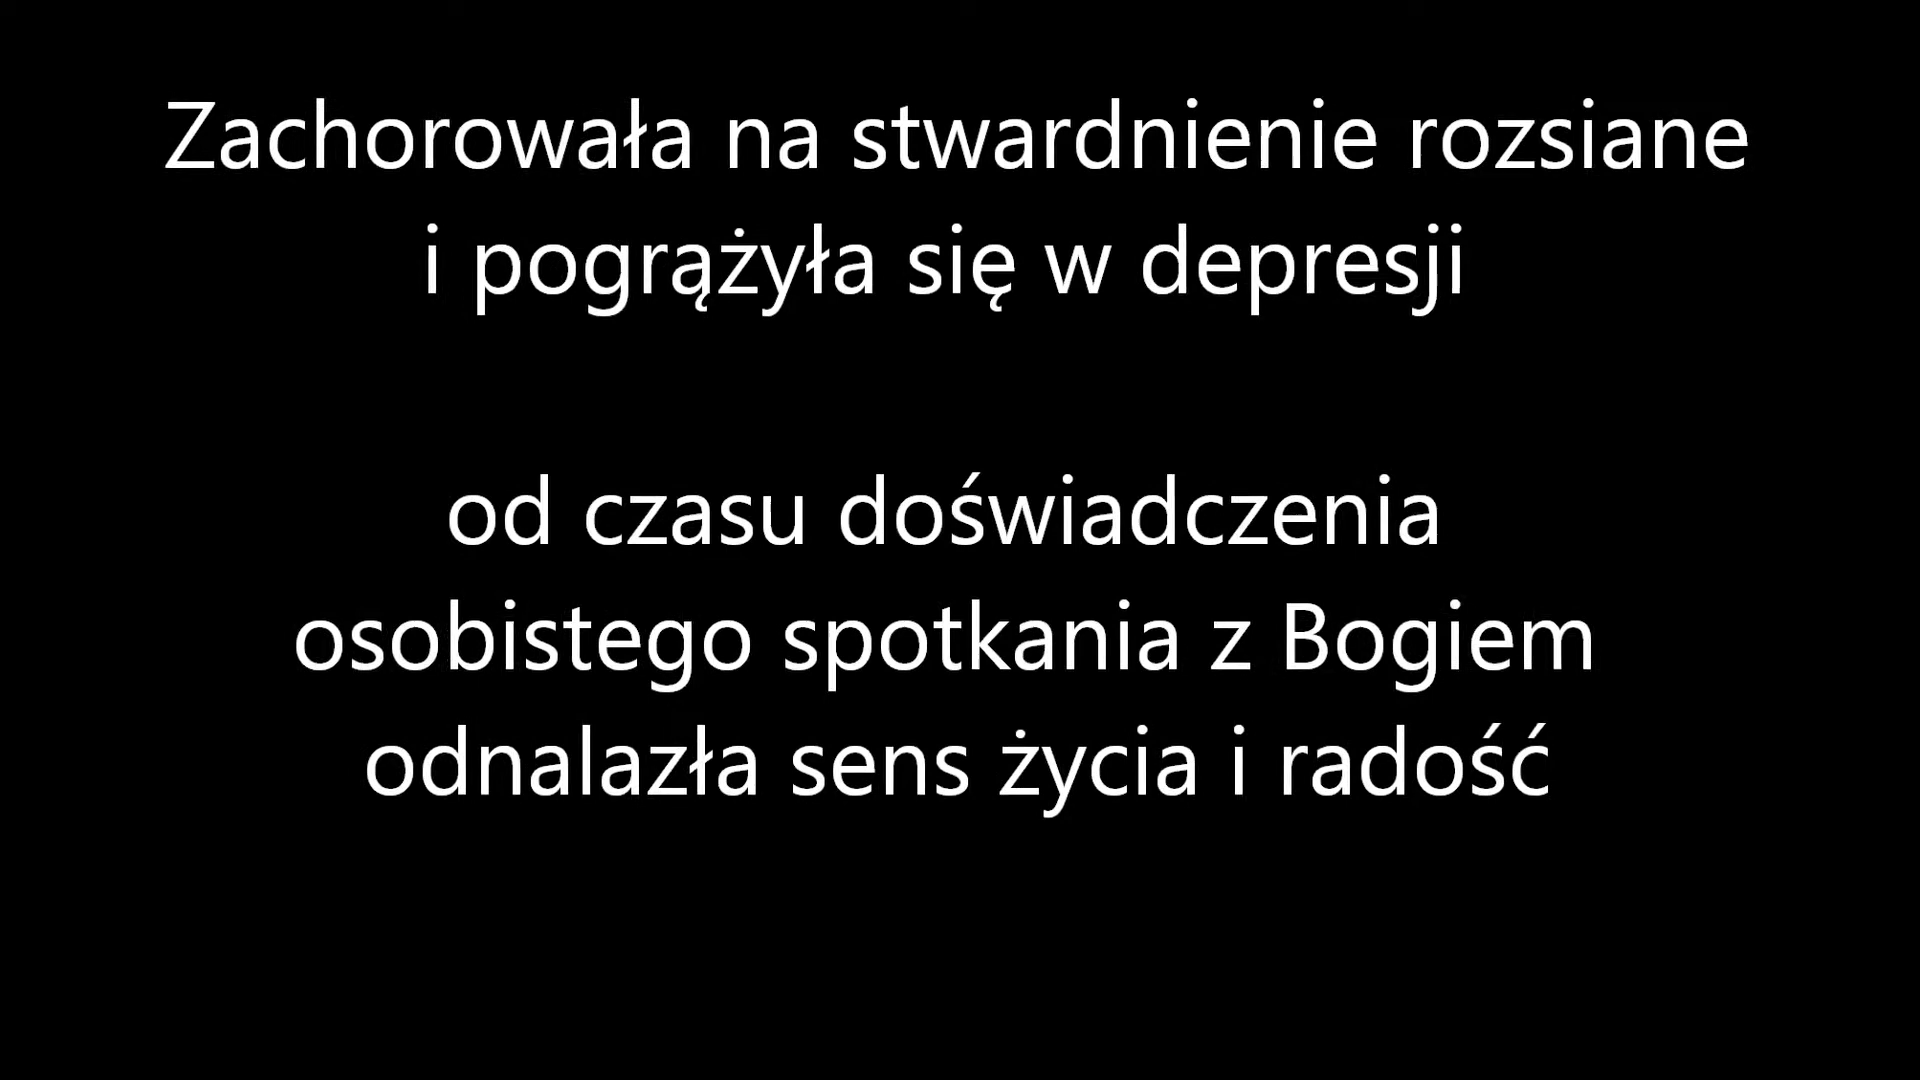 Zachorowała na stwardnienie rozsiane
i pogrążyła się w depresji
od czasu doświadczenia
osobistego spotkania z Bogiem
odnalazła sens życia i radość